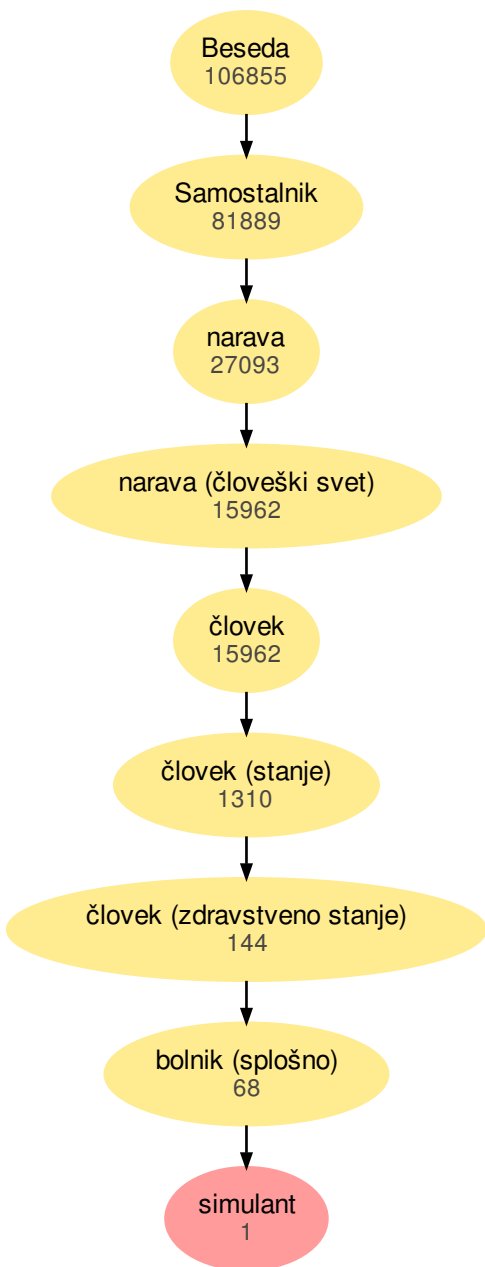 Beseda
106855
Samostalnik
81889
narava
27093
narava (človeški svet)
15962
človek
15962
človek (stanje)
1310
človek (zdravstveno stanje)
144
bolnik (splošno)
68
simulant
1